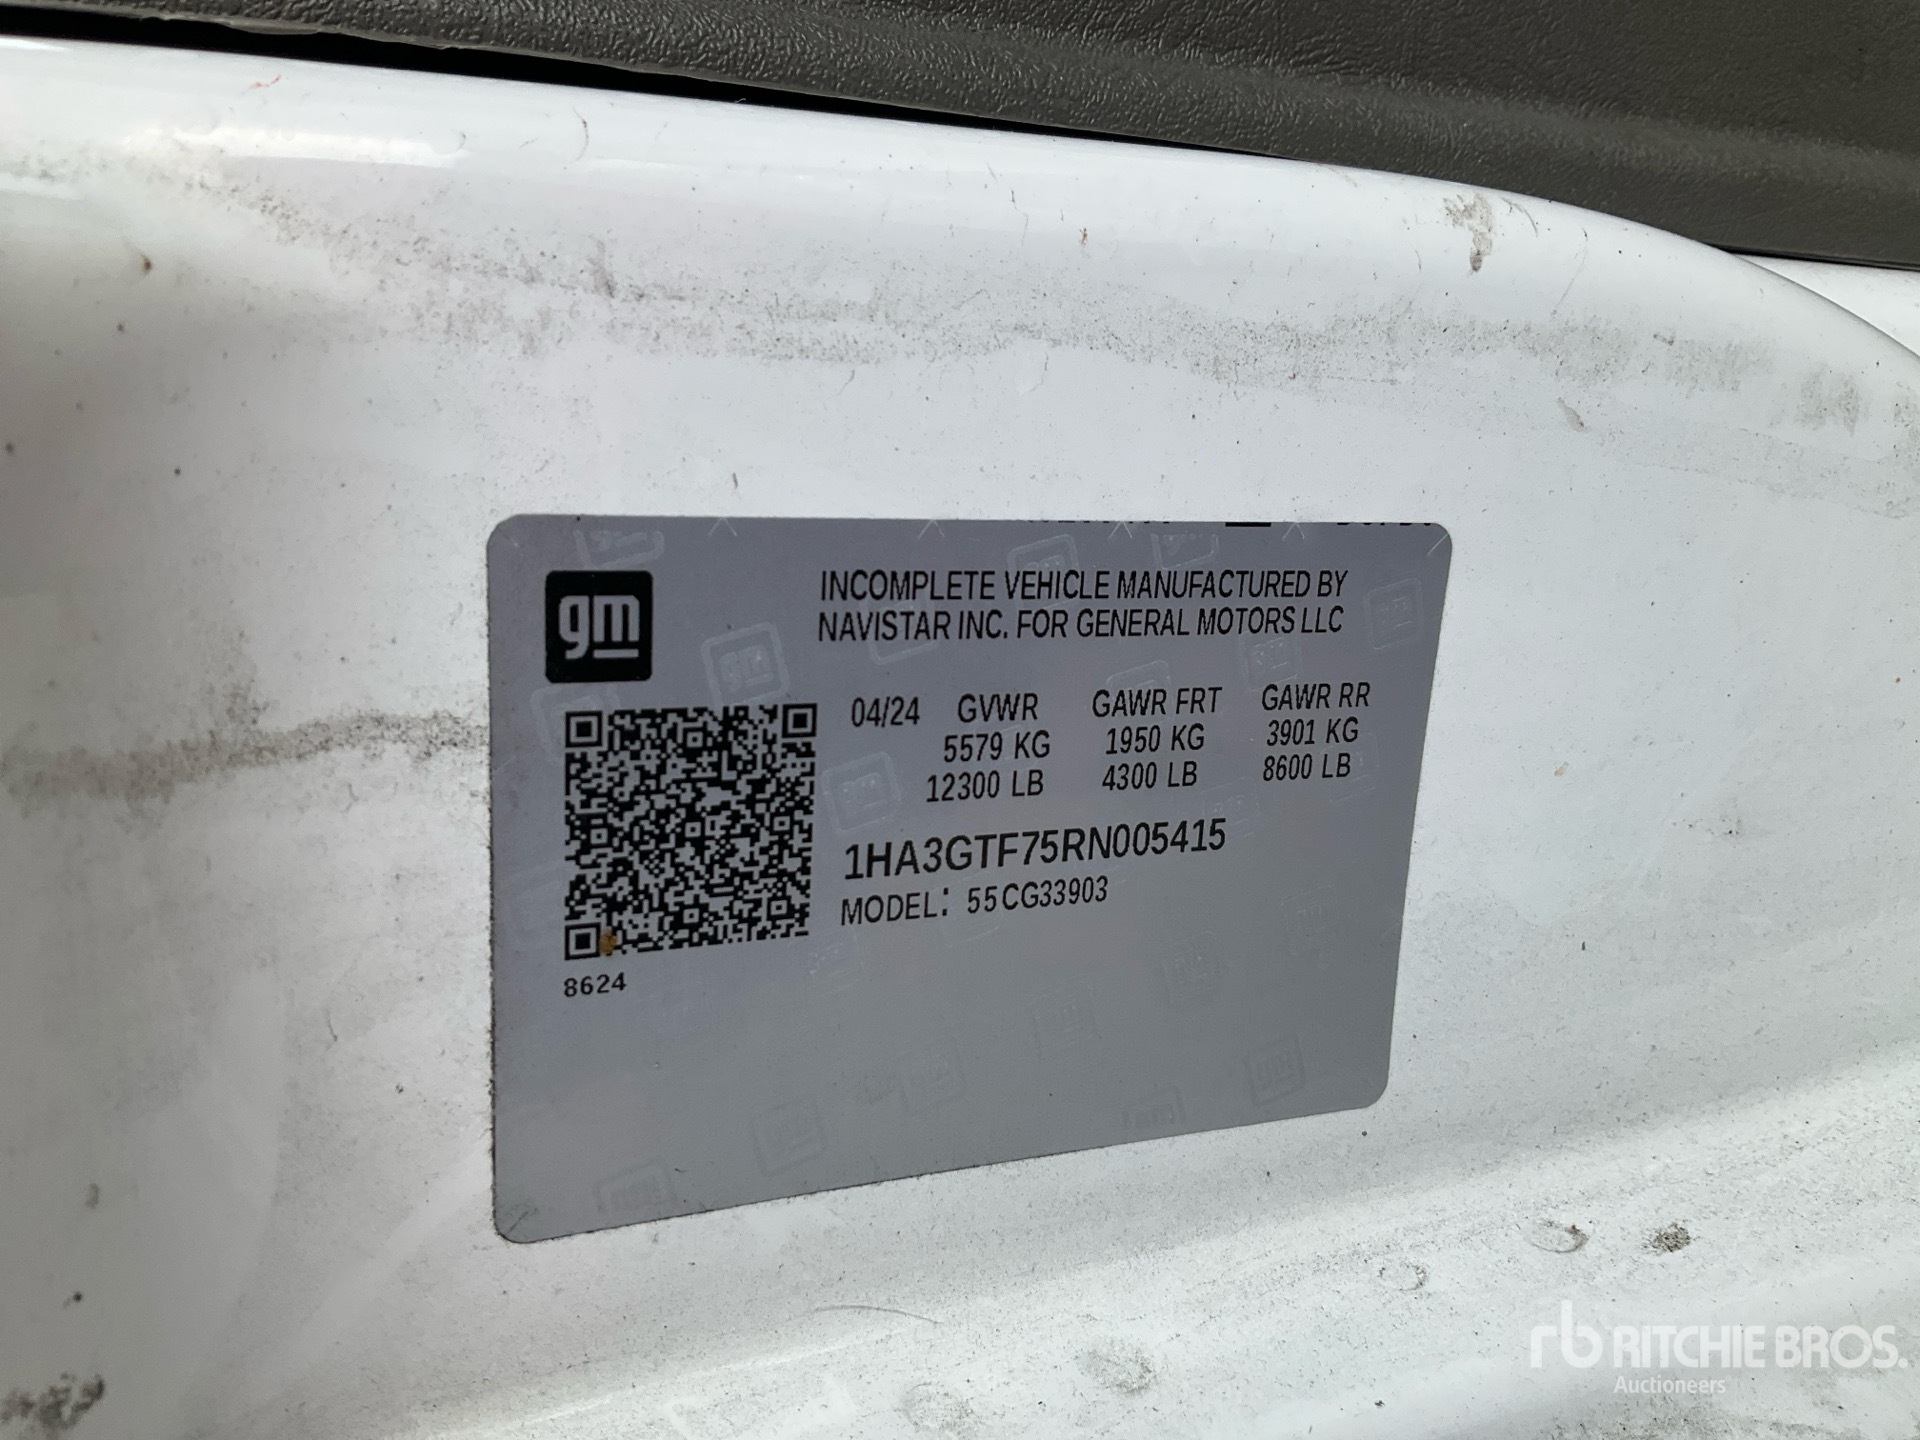 gm
INCOMPLETE VEHICLE MANUFACTURED BY
NAVISTAR INC. FOR GENERAL MOTORS LLC
04/24 GVWR GAWR FRT GAWR RR
5579 KG 1950 KG 3901 KG
12300 LB 4300 LB 8600 LB
1HA3GTF75RN005415
MODEL: 55CG33903
8624
rb RITCHIE BROS.
Auctioneers